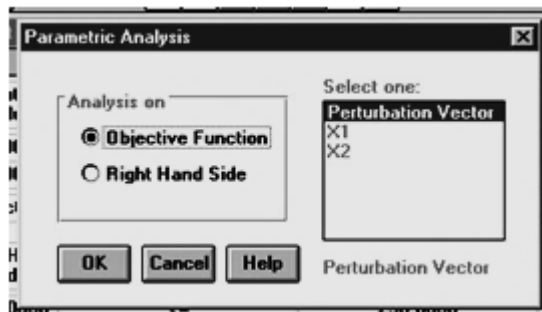 Parametric Analysis
Analysis on
Objective Function
Right Hand Side
Select one:
Perturbation Vector
X1
X2
OK
Cancel
Help
Perturbation Vector